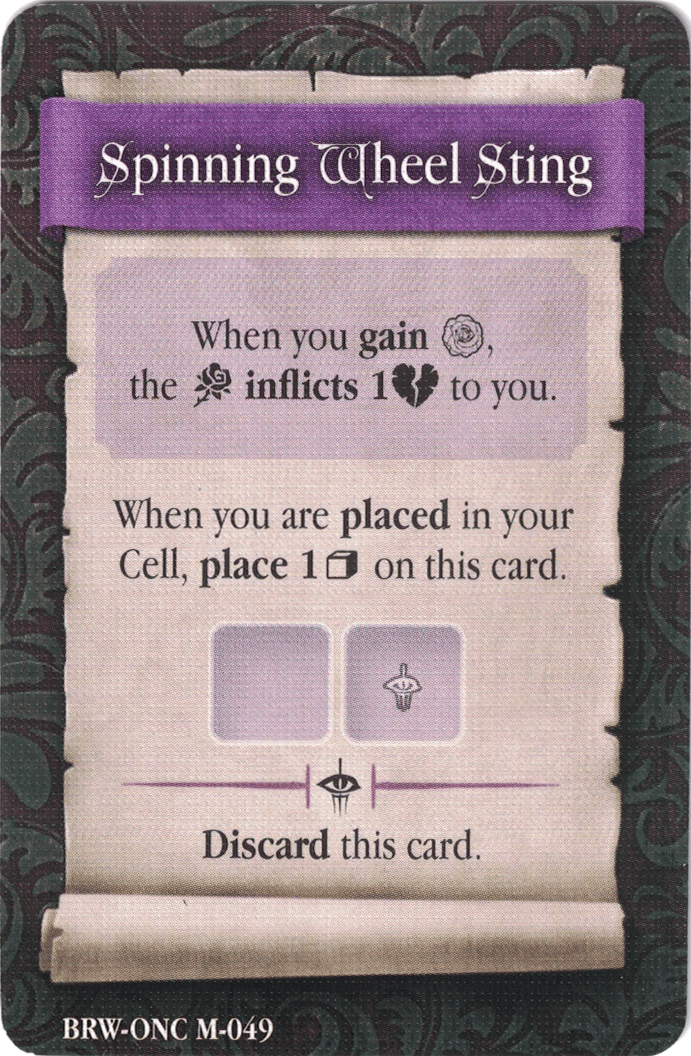 Spinning Wheel Sting
When you gain ,
the inflicts 1 to you.
When you are placed in your
Cell, place 1 on this card.
Discard this card.
BRW-ONC M-049